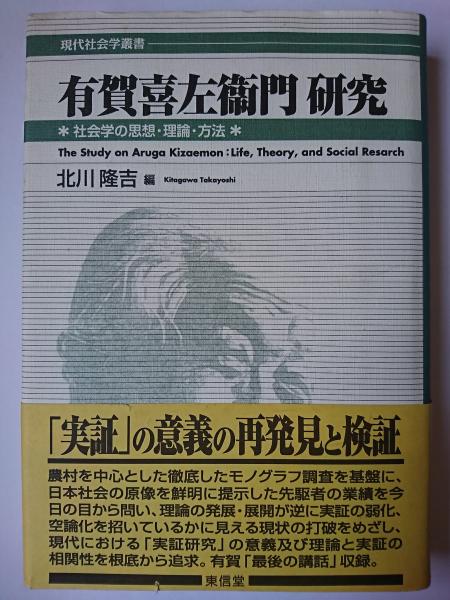 現代社会学叢書
有賀喜左衞門 研究
＊社会学の思想・理論・方法＊
The Study on Aruga Kizaemon:Life, Theory, and Social Resarch
北川 隆吉 編 Kitagawa Takayoshi
「実証」の意義の再発見と検証
農村を中心とした徹底したモノグラフ調査を基盤に、
日本社会の原像を鮮明に提示した先駆者の業績を今
日の目から問い、理論の発展・展開が逆に実証の弱化、
空論化を招いているかに見える現状の打破をめざし、
現代における「実証研究」の意義及び理論と実証の
相関性を根底から追求。有賀「最後の講話」収録。
東信堂